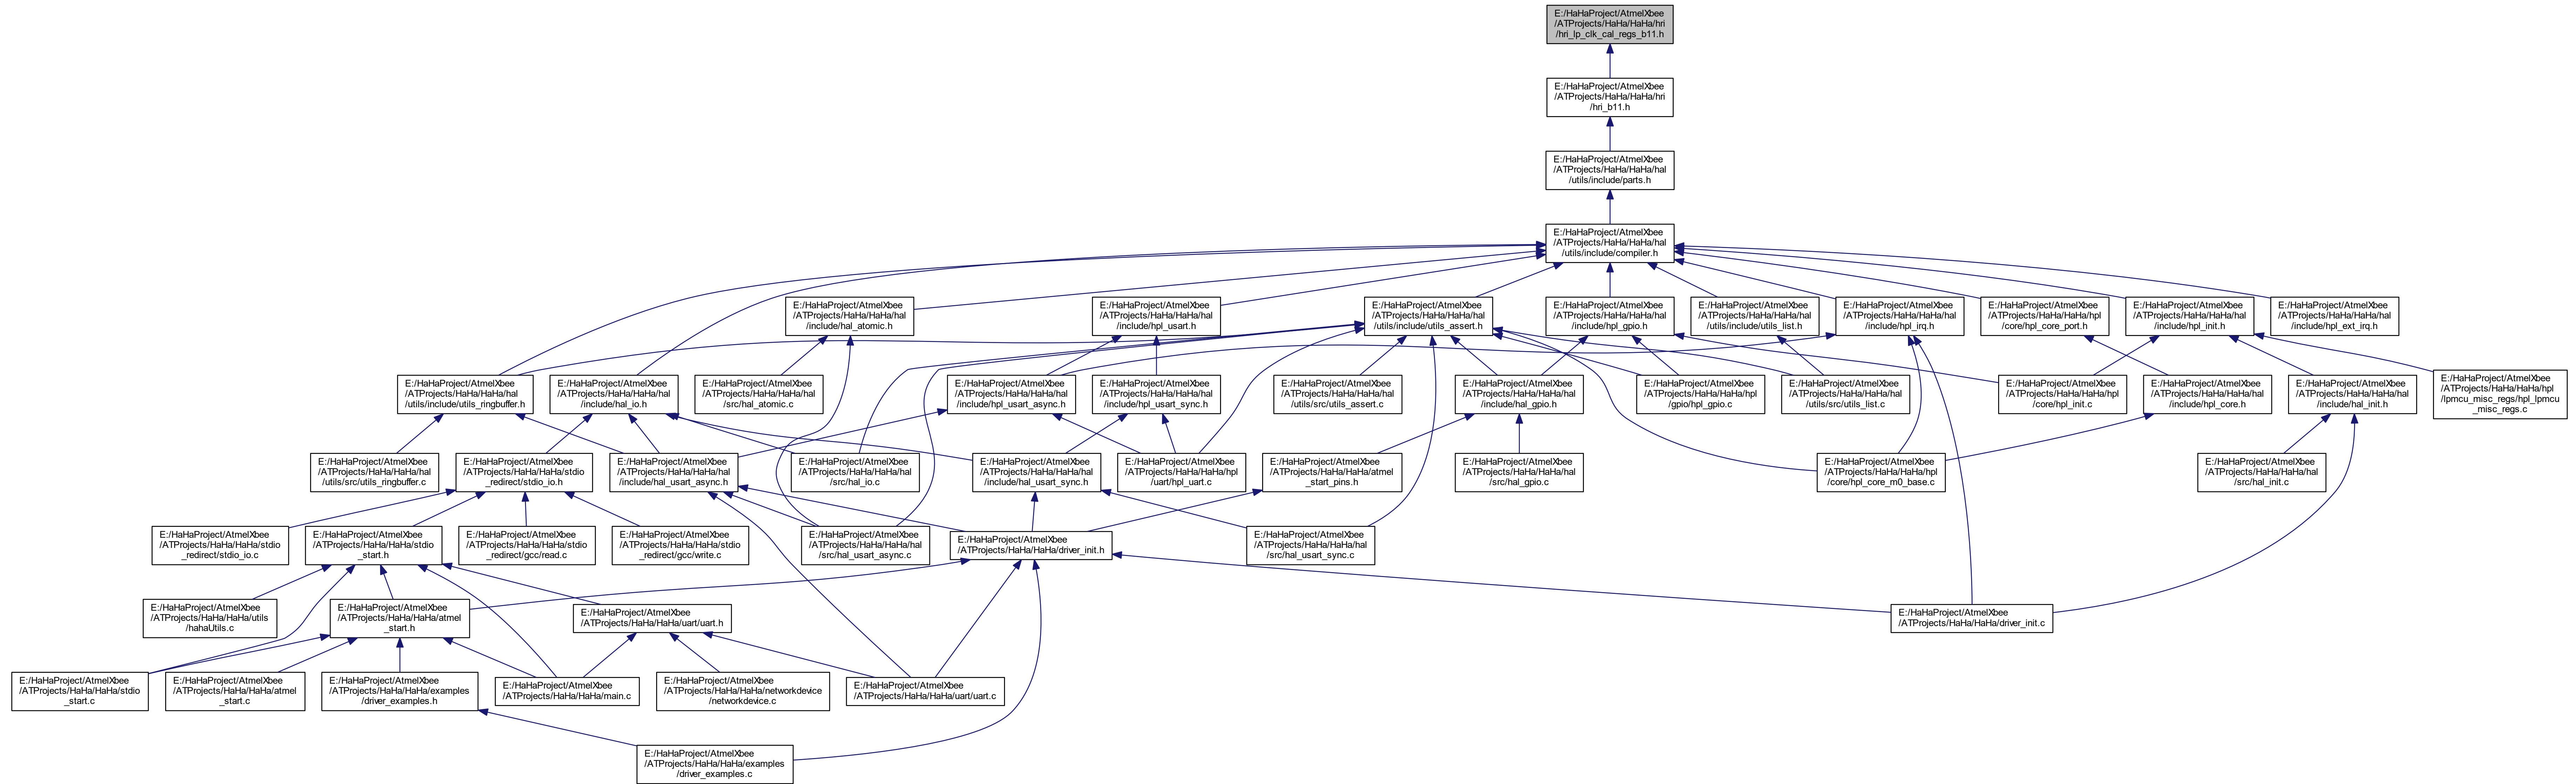 E:/HaHaProject/AtmelXbee
/ATProjects/HaHa/HaHa/hri
/hri_lp_clk_cal_regs_b11.h
E:/HaHaProject/AtmelXbee
/ATProjects/HaHa/HaHa/hri
/hri_b11.h
E:/HaHaProject/AtmelXbee
/ATProjects/HaHa/HaHa/hal
/utils/include/parts.h
E:/HaHaProject/AtmelXbee
/ATProjects/HaHa/HaHa/hal
/utils/include/compiler.h
E:/HaHaProject/AtmelXbee
/ATProjects/HaHa/HaHa/hal
/include/hal_atomic.h
E:/HaHaProject/AtmelXbee
/ATProjects/HaHa/HaHa/hal
/include/hpl_usart.h
E:/HaHaProject/AtmelXbee
/ATProjects/HaHa/HaHa/hal
/utils/include/utils_assert.h
E:/HaHaProject/AtmelXbee
/ATProjects/HaHa/HaHa/hal
/include/hpl_gpio.h
E:/HaHaProject/AtmelXbee
/ATProjects/HaHa/HaHa/hal
/utils/include/utils_list.h
E:/HaHaProject/AtmelXbee
/ATProjects/HaHa/HaHa/hal
/include/hpl_irq.h
E:/HaHaProject/AtmelXbee
/ATProjects/HaHa/HaHa/hpl
/core/hpl_core_port.h
E:/HaHaProject/AtmelXbee
/ATProjects/HaHa/HaHa/hal
/include/hpl_init.h
E:/HaHaProject/AtmelXbee
/ATProjects/HaHa/HaHa/hal
/include/hpl_ext_irq.h
E:/HaHaProject/AtmelXbee
/ATProjects/HaHa/HaHa/hal
/utils/include/utils_ringbuffer.h
E:/HaHaProject/AtmelXbee
/ATProjects/HaHa/HaHa/hal
/include/hal_io.h
E:/HaHaProject/AtmelXbee
/ATProjects/HaHa/HaHa/hal
/src/hal_atomic.c
E:/HaHaProject/AtmelXbee
/ATProjects/HaHa/HaHa/hal
/include/hpl_usart_async.h
E:/HaHaProject/AtmelXbee
/ATProjects/HaHa/HaHa/hal
/include/hpl_usart_sync.h
E:/HaHaProject/AtmelXbee
/ATProjects/HaHa/HaHa/hal
/utils/src/utils_assert.c
E:/HaHaProject/AtmelXbee
/ATProjects/HaHa/HaHa/hal
/include/hal_gpio.h
E:/HaHaProject/AtmelXbee
/ATProjects/HaHa/HaHa/hpl
/gpio/hpl_gpio.c
E:/HaHaProject/AtmelXbee
/ATProjects/HaHa/HaHa/hal
/utils/src/utils_list.c
E:/HaHaProject/AtmelXbee
/ATProjects/HaHa/HaHa/hpl
/core/hpl_init.c
E:/HaHaProject/AtmelXbee
/ATProjects/HaHa/HaHa/hal
/include/hpl_core.h
E:/HaHaProject/AtmelXbee
/ATProjects/HaHa/HaHa/hal
/include/hal_init.h
E:/HaHaProject/AtmelXbee
/ATProjects/HaHa/HaHa/hpl
/lpmcu_misc_regs/hpl_lpmcu
_misc_regs.c
E:/HaHaProject/AtmelXbee
/ATProjects/HaHa/HaHa/hal
/utils/src/utils_ringbuffer.c
E:/HaHaProject/AtmelXbee
/ATProjects/HaHa/HaHa/stdio
_redirect/stdio_io.h
E:/HaHaProject/AtmelXbee
/ATProjects/HaHa/HaHa/hal
/include/hal_usart_async.h
E:/HaHaProject/AtmelXbee
/ATProjects/HaHa/HaHa/hal
/src/hal_io.c
E:/HaHaProject/AtmelXbee
/ATProjects/HaHa/HaHa/hal
/include/hal_usart_sync.h
E:/HaHaProject/AtmelXbee
/ATProjects/HaHa/HaHa/hpl
/uart/hpl_uart.c
E:/HaHaProject/AtmelXbee
/ATProjects/HaHa/HaHa/atmel
_start_pins.h
E:/HaHaProject/AtmelXbee
/ATProjects/HaHa/HaHa/hal
/src/hal_gpio.c
E:/HaHaProject/AtmelXbee
/ATProjects/HaHa/HaHa/hpl
/core/hpl_core_m0_base.c
E:/HaHaProject/AtmelXbee
/ATProjects/HaHa/HaHa/hal
/src/hal_init.c
E:/HaHaProject/AtmelXbee
/ATProjects/HaHa/HaHa/stdio
_redirect/stdio_io.c
E:/HaHaProject/AtmelXbee
/ATProjects/HaHa/HaHa/stdio
_start.h
E:/HaHaProject/AtmelXbee
/ATProjects/HaHa/HaHa/stdio
_redirect/gcc/read.c
E:/HaHaProject/AtmelXbee
/ATProjects/HaHa/HaHa/stdio
_redirect/gcc/write.c
E:/HaHaProject/AtmelXbee
/ATProjects/HaHa/HaHa/hal
/src/hal_usart_async.c
E:/HaHaProject/AtmelXbee
/ATProjects/HaHa/HaHa/driver_init.h
E:/HaHaProject/AtmelXbee
/ATProjects/HaHa/HaHa/hal
/src/hal_usart_sync.c
E:/HaHaProject/AtmelXbee
/ATProjects/HaHa/HaHa/utils
/hahaUtils.c
E:/HaHaProject/AtmelXbee
/ATProjects/HaHa/HaHa/atmel
_start.h
E:/HaHaProject/AtmelXbee
/ATProjects/HaHa/HaHa/uart/uart.h
E:/HaHaProject/AtmelXbee
/ATProjects/HaHa/HaHa/driver_init.c
E:/HaHaProject/AtmelXbee
/ATProjects/HaHa/HaHa/stdio
_start.c
E:/HaHaProject/AtmelXbee
/ATProjects/HaHa/HaHa/atmel
_start.c
E:/HaHaProject/AtmelXbee
/ATProjects/HaHa/HaHa/examples
/driver_examples.h
E:/HaHaProject/AtmelXbee
/ATProjects/HaHa/HaHa/main.c
E:/HaHaProject/AtmelXbee
/ATProjects/HaHa/HaHa/networkdevice
/networkdevice.c
E:/HaHaProject/AtmelXbee
/ATProjects/HaHa/HaHa/uart/uart.c
E:/HaHaProject/AtmelXbee
/ATProjects/HaHa/HaHa/examples
/driver_examples.c